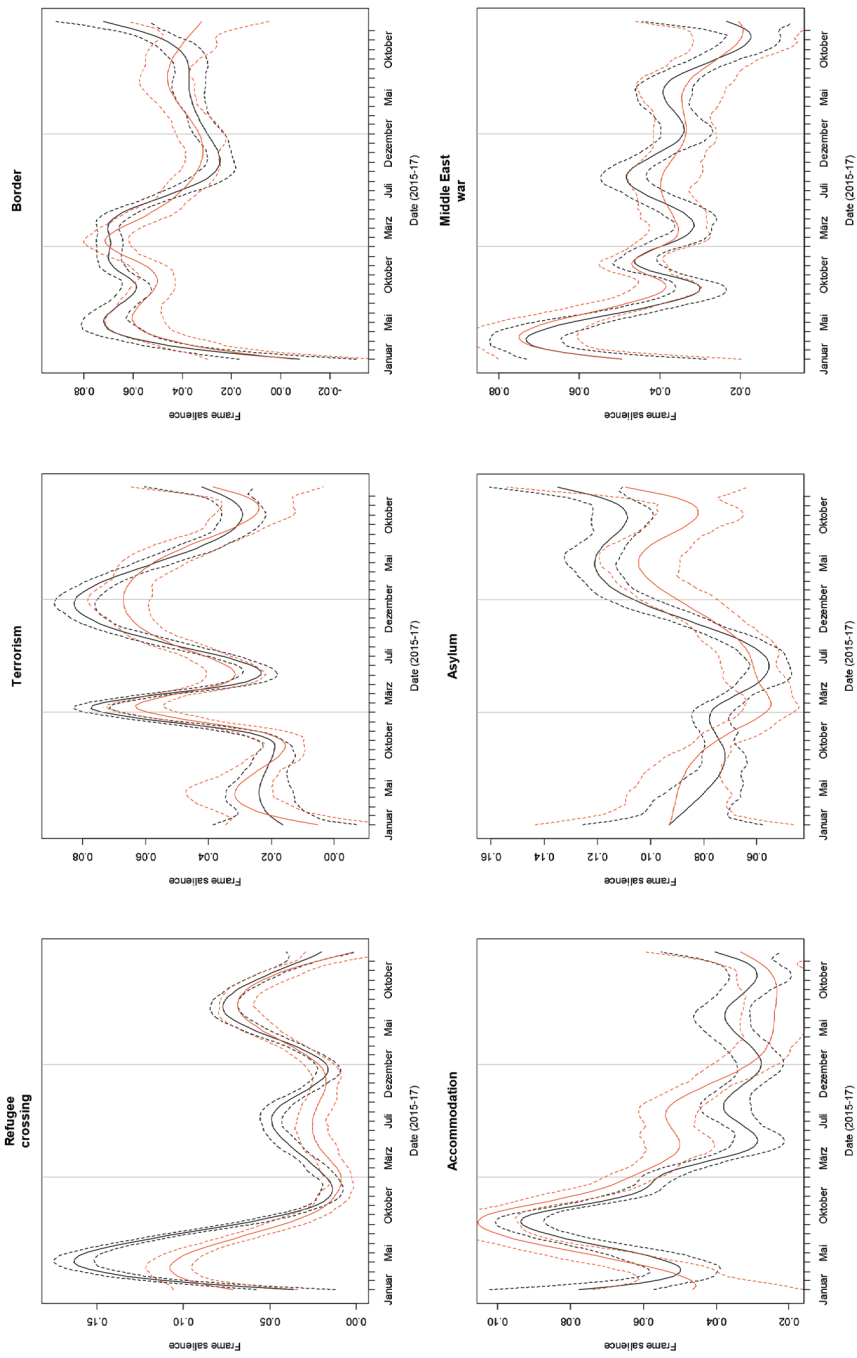 Refugee
crossing
Frame salience
0.15
0.10
0.05
0.00
Januar Mai Oktober März Juli Dezember Mai Oktober
Date (2015-17)
Terrorism
Frame salience
0.08
0.06
0.04
0.02
0.00
Januar Mai Oktober März Juli Dezember Mai Oktober
Date (2015-17)
Border
Frame salience
0.08
0.06
0.04
0.02
0.00
-0.02
Januar Mai Oktober März Juli Dezember Mai Oktober
Date (2015-17)
Accommodation
Frame salience
0.10
0.08
0.06
0.04
0.02
Januar Mai Oktober März Juli Dezember Mai Oktober
Date (2015-17)
Asylum
Frame salience
0.16
0.14
0.12
0.10
0.08
0.06
Januar Mai Oktober März Juli Dezember Mai Oktober
Date (2015-17)
Middle East
war
Frame salience
0.08
0.06
0.04
0.02
Januar Mai Oktober März Juli Dezember Mai Oktober
Date (2015-17)